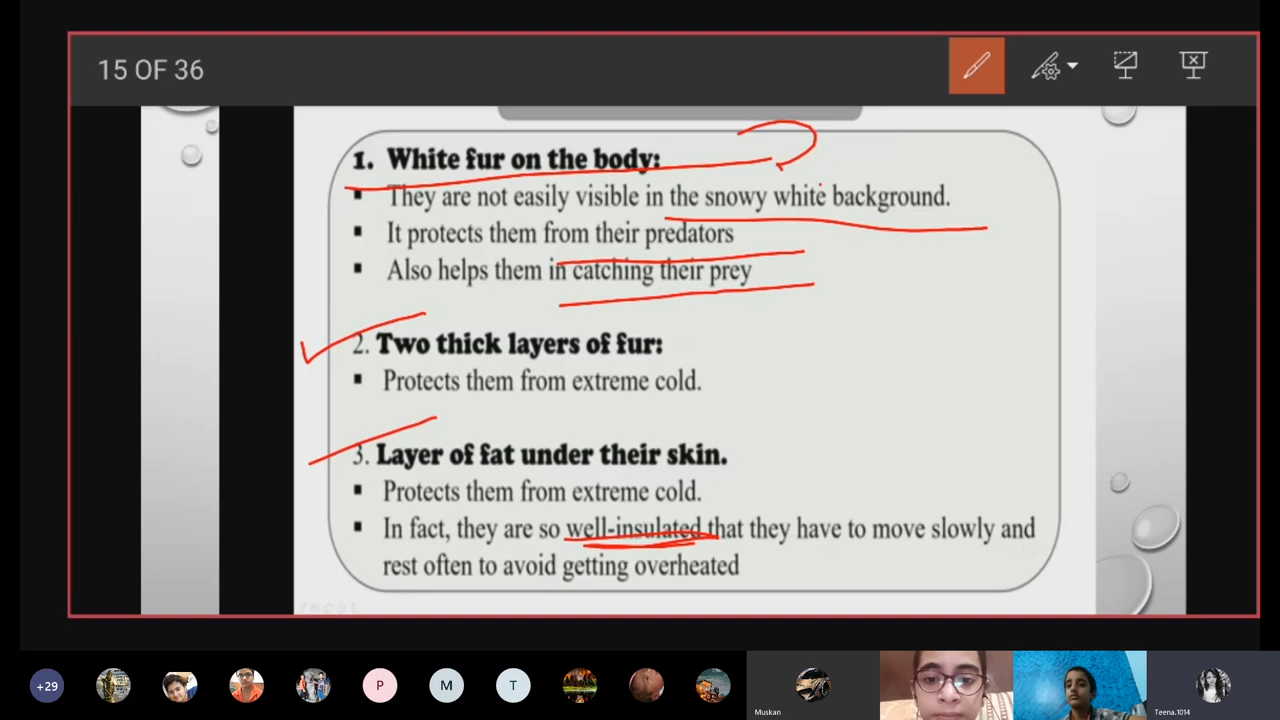 15 OF 36
1. White fur on the body:
▪ They are not easily visible in the snowy white background.
▪ It protects them from their predators
▪ Also helps them in catching their prey
2. Two thick layers of fur:
▪ Protects them from extreme cold.
3. Layer of fat under their skin.
▪ Protects them from extreme cold.
▪ In fact, they are so well-insulated that they have to move slowly and
rest often to avoid getting overheated
+29
P
M
T
Muskan
Teena.1014